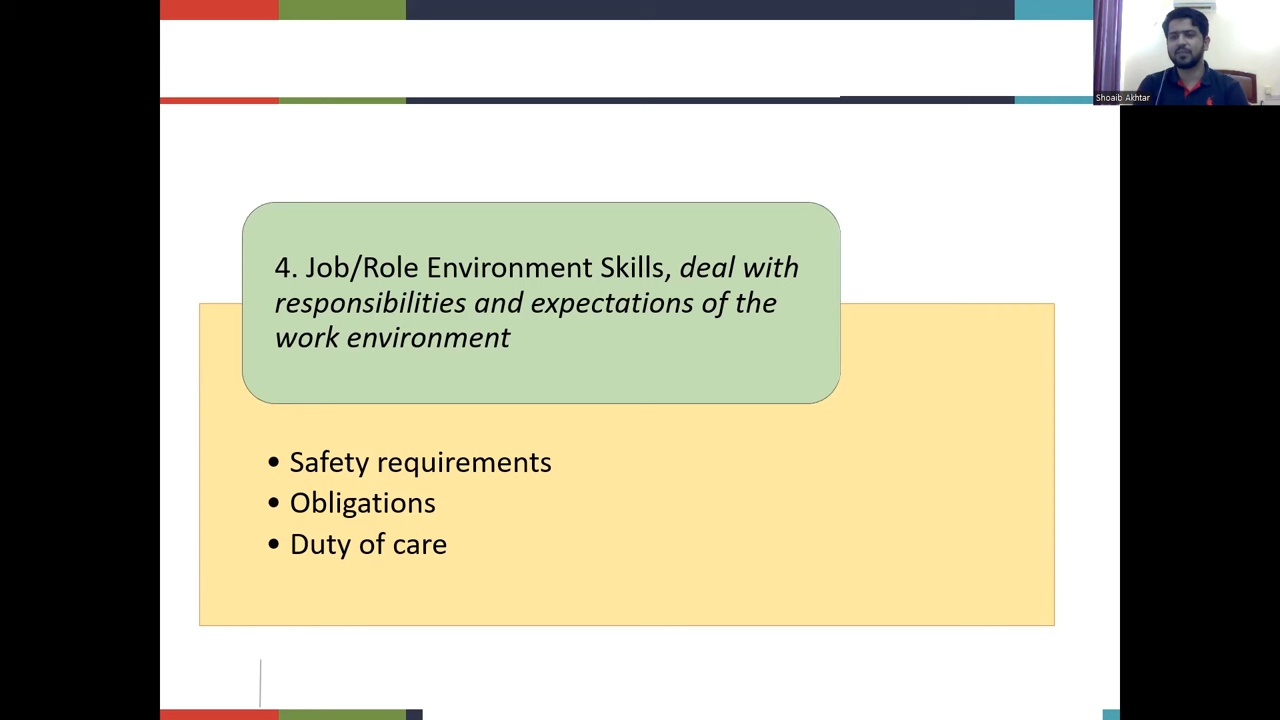 Shoaib Akhtar
4. Job/Role Environment Skills, deal with
responsibilities and expectations of the
work environment
• Safety requirements
• Obligations
• Duty of care